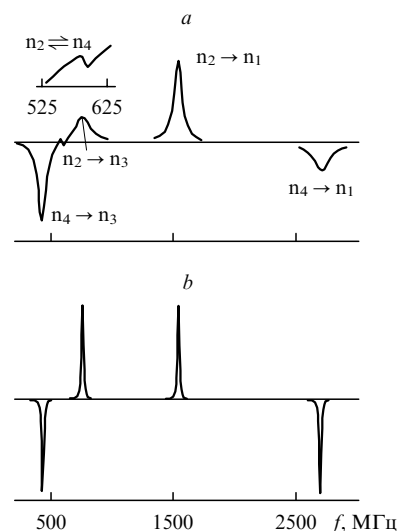 a
n₂ ⇌ n₄
n₂ → n₁
525 625
n₂ → n₃
n₄ → n₁
n₄ → n₃
b
500 1500 2500 f, МГц